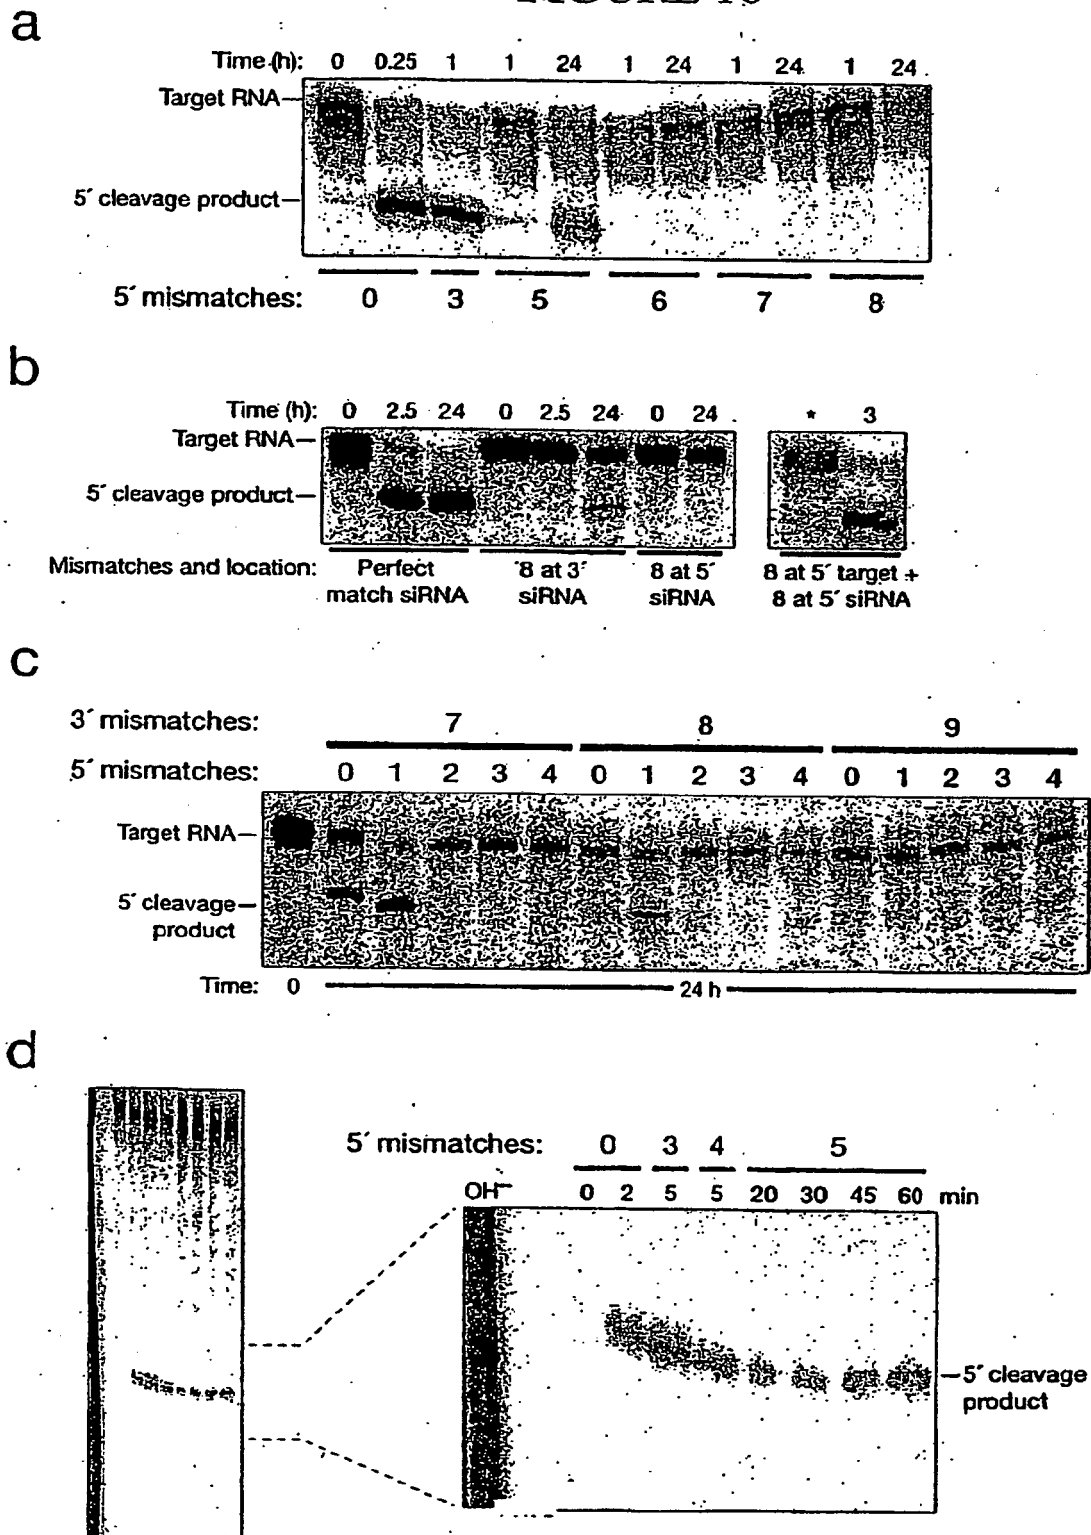 a
Time (h): 0 0.25 1 1 24 1 24 1 24 1 24
Target RNA
5´ cleavage product
5´ mismatches: 0 3 5 6 7 8
b
Time (h): 0 2.5 24 0 2.5 24 0 24 * 3
Target RNA
5´ cleavage product
Mismatches and location: Perfect match siRNA 8 at 3´ siRNA 8 at 5´ siRNA 8 at 5´ target + 8 at 5´ siRNA
c
3´ mismatches: 7 8 9
5´ mismatches: 0 1 2 3 4 0 1 2 3 4 0 1 2 3 4
Target RNA
5´ cleavage
product
Time: 0 24 h
d
5´ mismatches: 0 3 4 5
OH⁻ 0 2 5 5 20 30 45 60 min
5´ cleavage
product